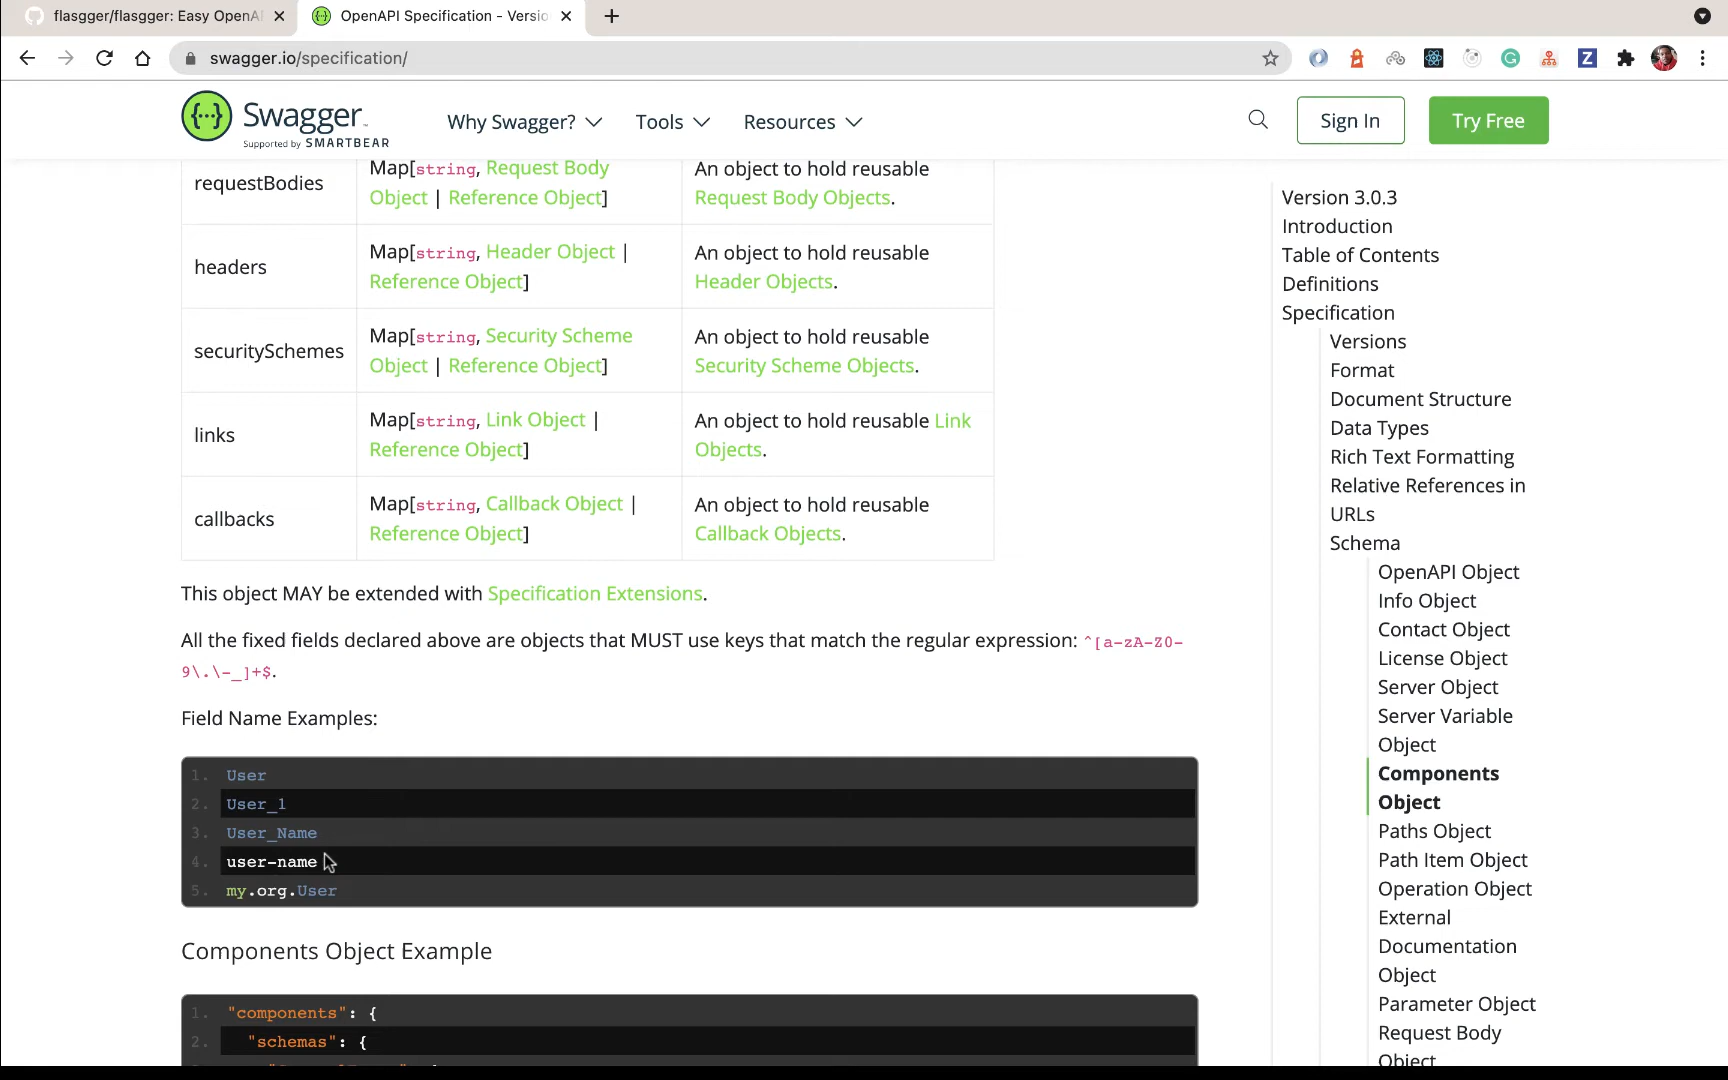 flasgger/flasgger: Easy OpenA
OpenAPI Specification - Versio
swagger.io/specification/
Swagger
Supported by SMARTBEAR
Why Swagger?
Tools
Resources
Sign In
Try Free
requestBodies
Map[string, Request Body
Object | Reference Object]
An object to hold reusable
Request Body Objects.
headers
Map[string, Header Object |
Reference Object]
An object to hold reusable
Header Objects.
securitySchemes
Map[string, Security Scheme
Object | Reference Object]
An object to hold reusable
Security Scheme Objects.
links
Map[string, Link Object |
Reference Object]
An object to hold reusable Link
Objects.
callbacks
Map[string, Callback Object |
Reference Object]
An object to hold reusable
Callback Objects.
This object MAY be extended with Specification Extensions.
All the fixed fields declared above are objects that MUST use keys that match the regular expression: ^[a-zA-Z0-
9\.\-_]+$.
Field Name Examples:
1. User
2. User_1
3. User_Name
4. user-name
5. my.org.User
Components Object Example
1. "components": {
2. "schemas": {
Version 3.0.3
Introduction
Table of Contents
Definitions
Specification
Versions
Format
Document Structure
Data Types
Rich Text Formatting
Relative References in
URLs
Schema
OpenAPI Object
Info Object
Contact Object
License Object
Server Object
Server Variable
Object
Components
Object
Paths Object
Path Item Object
Operation Object
External
Documentation
Object
Parameter Object
Request Body
Object